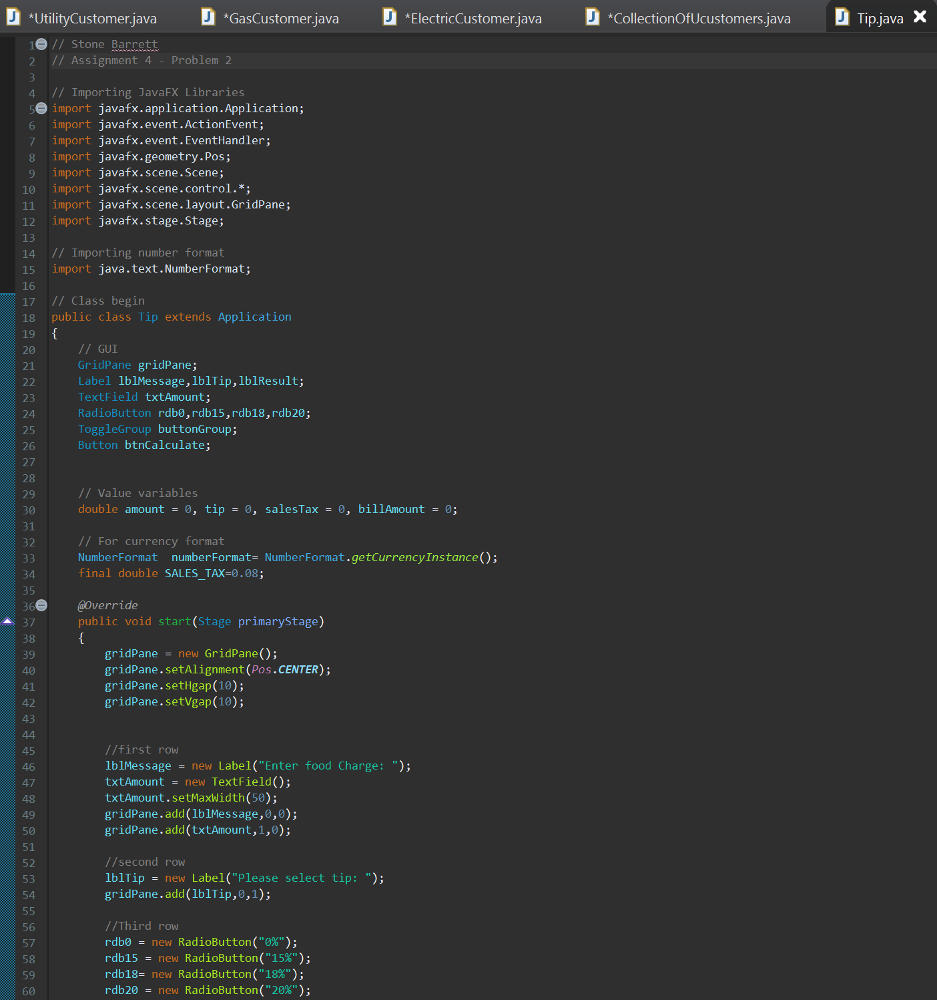 *UtilityCustomer.java *GasCustomer.java *ElectricCustomer.java *CollectionOfUcustomers.java Tip.java
1 // Stone Barrett
2 // Assignment 4 - Problem 2
3
4 // Importing JavaFX Libraries
5 import javafx.application.Application;
6 import javafx.event.ActionEvent;
7 import javafx.event.EventHandler;
8 import javafx.geometry.Pos;
9 import javafx.scene.Scene;
10 import javafx.scene.control.*;
11 import javafx.scene.layout.GridPane;
12 import javafx.stage.Stage;
13
14 // Importing number format
15 import java.text.NumberFormat;
16
17 // Class begin
18 public class Tip extends Application
19 {
20     // GUI
21     GridPane gridPane;
22     Label lblMessage,lblTip,lblResult;
23     TextField txtAmount;
24     RadioButton rdb0,rdb15,rdb18,rdb20;
25     ToggleGroup buttonGroup;
26     Button btnCalculate;
27
28
29     // Value variables
30     double amount = 0, tip = 0, salesTax = 0, billAmount = 0;
31
32     // For currency format
33     NumberFormat  numberFormat= NumberFormat.getCurrencyInstance();
34     final double SALES_TAX=0.08;
35
36     @Override
37     public void start(Stage primaryStage)
38     {
39         gridPane = new GridPane();
40         gridPane.setAlignment(Pos.CENTER);
41         gridPane.setHgap(10);
42         gridPane.setVgap(10);
43
44
45         //first row
46         lblMessage = new Label("Enter food Charge: ");
47         txtAmount = new TextField();
48         txtAmount.setMaxWidth(50);
49         gridPane.add(lblMessage,0,0);
50         gridPane.add(txtAmount,1,0);
51
52         //second row
53         lblTip = new Label("Please select tip: ");
54         gridPane.add(lblTip,0,1);
55
56         //Third row
57         rdb0 = new RadioButton("0%");
58         rdb15 = new RadioButton("15%");
59         rdb18= new RadioButton("18%");
60         rdb20 = new RadioButton("20%");